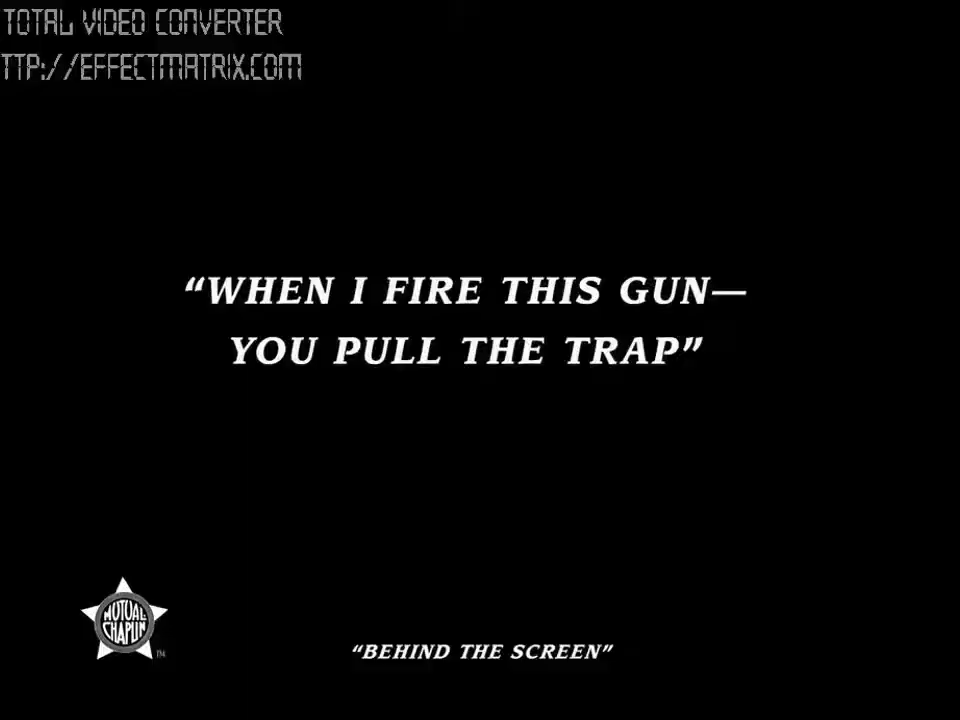 TOTAL VIDEO CONVERTER
TTP://EFFECTMATRIX.COM
“WHEN I FIRE THIS GUN—
YOU PULL THE TRAP”
MUTUAL-
CHAPLIN
TM
“BEHIND THE SCREEN”